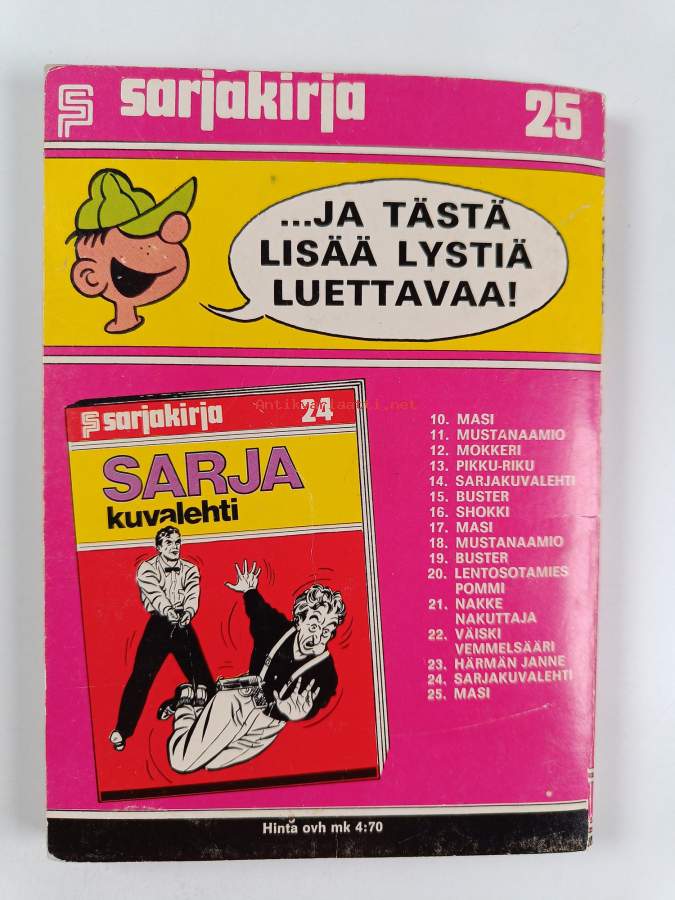 sarjakirja 25
...JA TÄSTÄ
LISÄÄ LYSTIÄ
LUETTAVAA!
Antikvariaatti.net
sarjakirja 24
SARJA
kuvalehti
10. MASI
11. MUSTANAAMIO
12. MOKKERI
13. PIKKU-RIKU
14. SARJAKUVALEHTI
15. BUSTER
16. SHOKKI
17. MASI
18. MUSTANAAMIO
19. BUSTER
20. LENTOSOTAMIES
POMMI
21. NAKKE
NAKUTTAJA
22. VÄISKI
VEMMELSÄÄRI
23. HÄRMÄN JANNE
24. SARJAKUVALEHTI
25. MASI
Hinta ovh mk 4:70